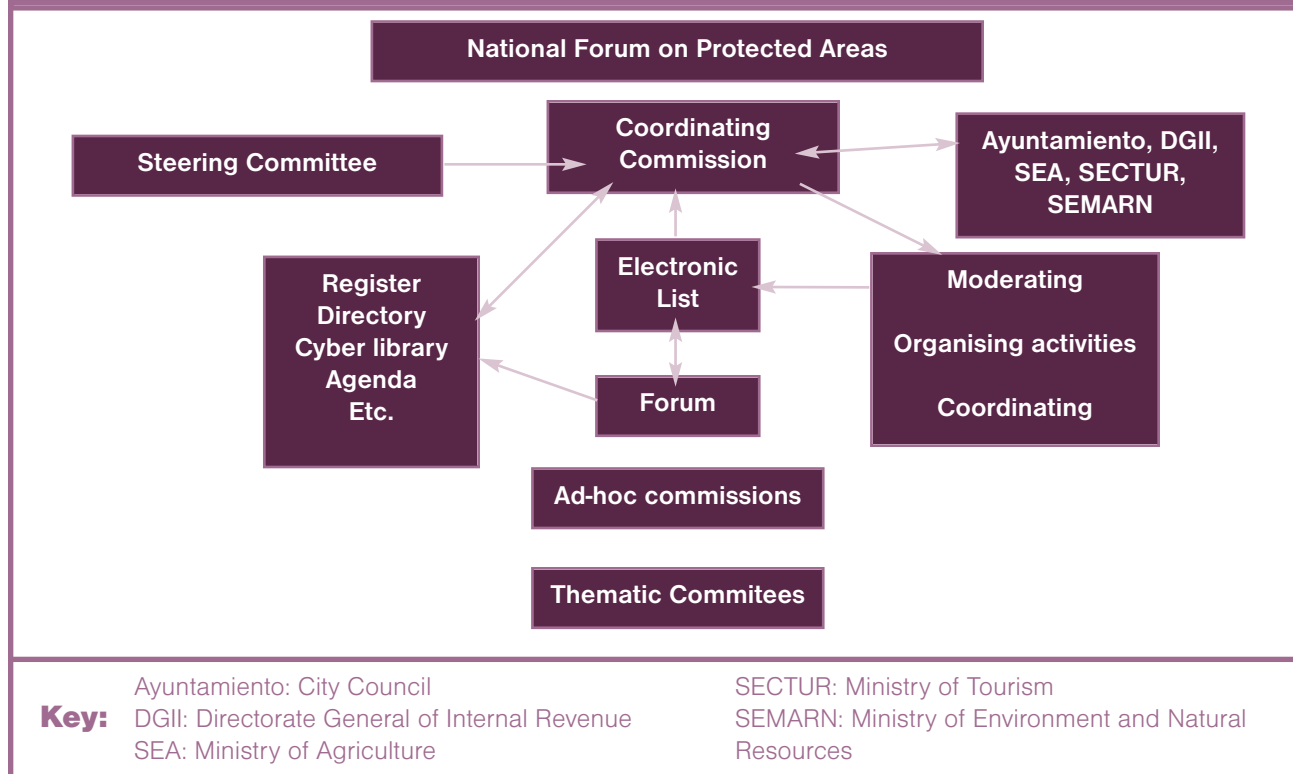 National Forum on Protected Areas
Coordinating
Commission
Steering Committee
Ayuntamiento, DGII,
SEA, SECTUR,
SEMARN
Register
Directory
Cyber library
Agenda
Etc.
Electronic
List
Moderating
Organising activities
Coordinating
Forum
Ad-hoc commissions
Thematic Commitees
Key:
Ayuntamiento: City Council
DGII: Directorate General of Internal Revenue
SEA: Ministry of Agriculture
SECTUR: Ministry of Tourism
SEMARN: Ministry of Environment and Natural
Resources